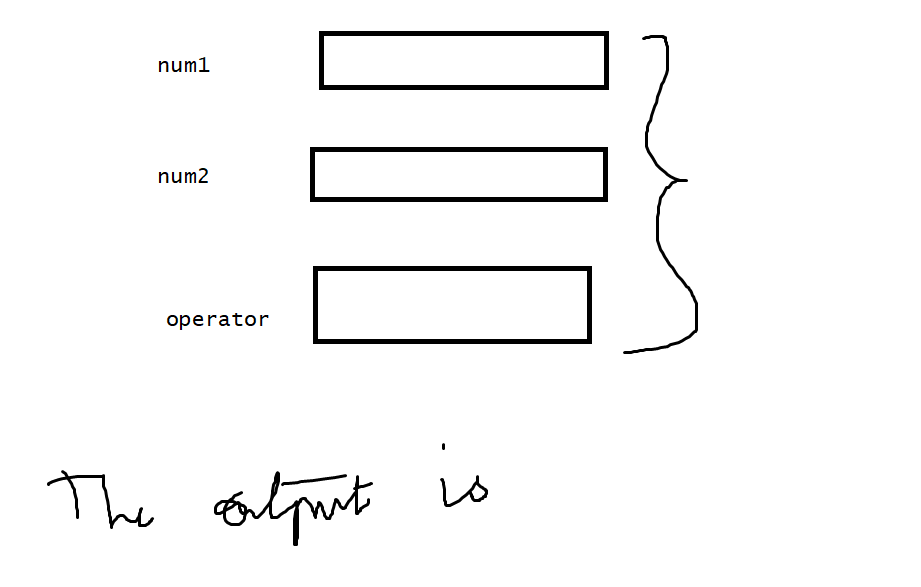 num1
num2
operator
The output is